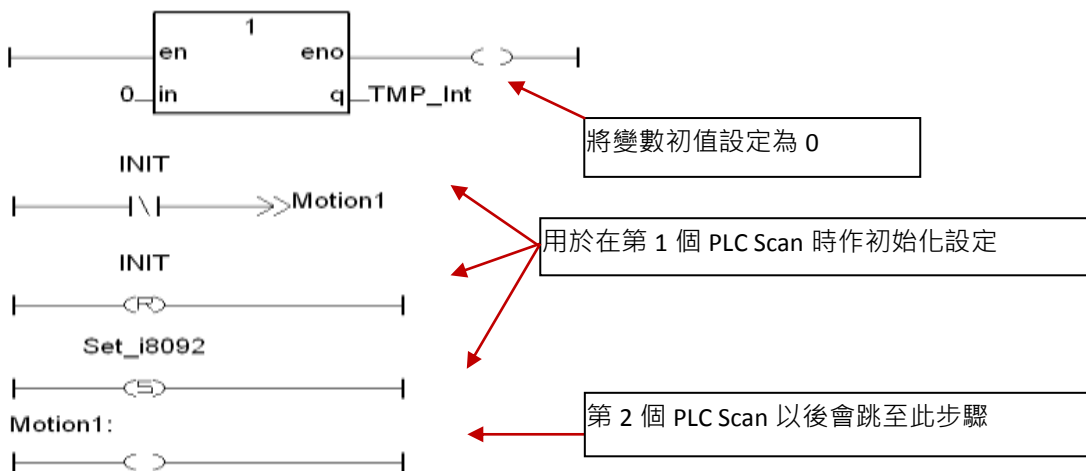 1
en eno
0 in q TMP_Int
將變數初值設定為 0
INIT
Motion1
用於在第 1 個 PLC Scan 時作初始化設定
INIT
R
Set_i8092
S
Motion1:
第 2 個 PLC Scan 以後會跳至此步驟